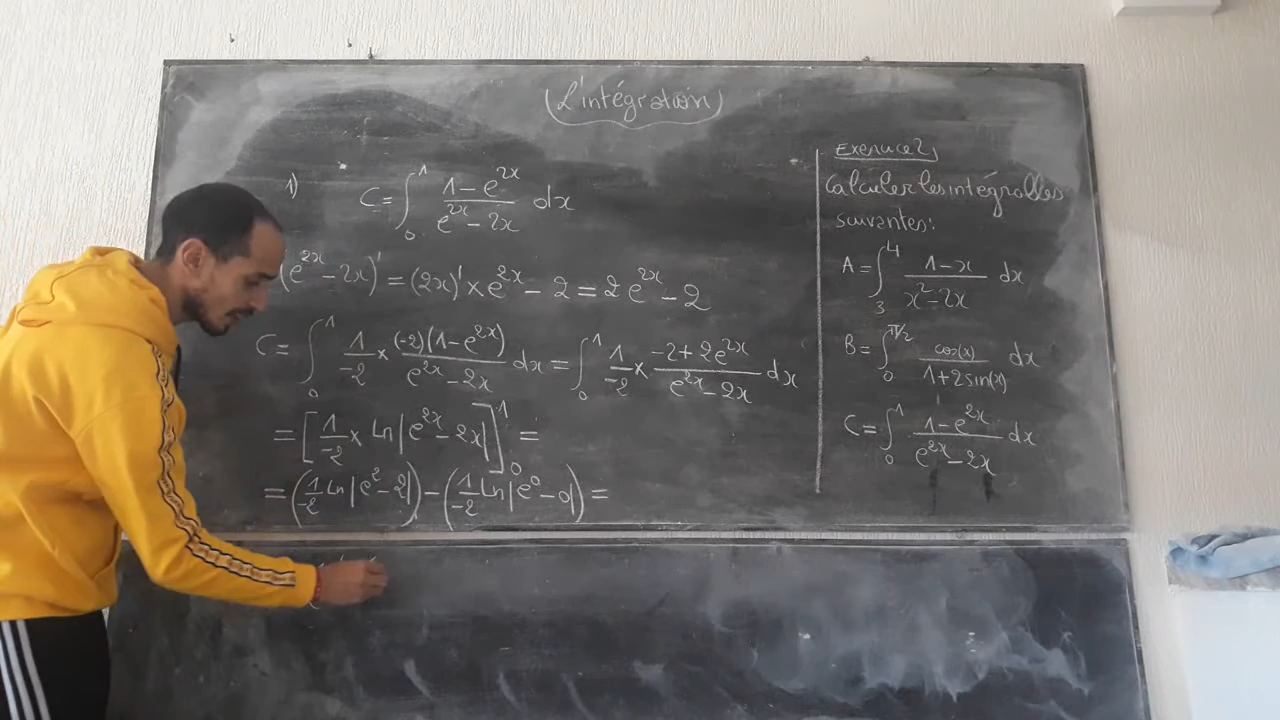 (L'intégration)
1) C = ∫₀¹ (1 - e^{2x})/(e^{2x} - 2x) dx
(e^{2x} - 2x)' = (2x)' × e^{2x} - 2 = 2e^{2x} - 2
C = ∫₀¹ 1/-2 × (-2)(1 - e^{2x})/(e^{2x} - 2x) dx = ∫₀¹ 1/-2 × (-2 + 2e^{2x})/(e^{2x} - 2x) dx
= [1/-2 × Ln|e^{2x} - 2x|]₀¹ =
= (1/-2 Ln|e² - 2|) - (1/-2 Ln|e⁰ - 0|) =
Exercice2,
Calculer les intégralles
suivantes:
A = ∫₃⁴ (1 - x)/(x² - 2x) dx
B = ∫₀^{π/2} cos(x)/(1 + 2sin(x)) dx
C = ∫₀¹ (1 - e^{2x})/(e^{2x} - 2x) dx